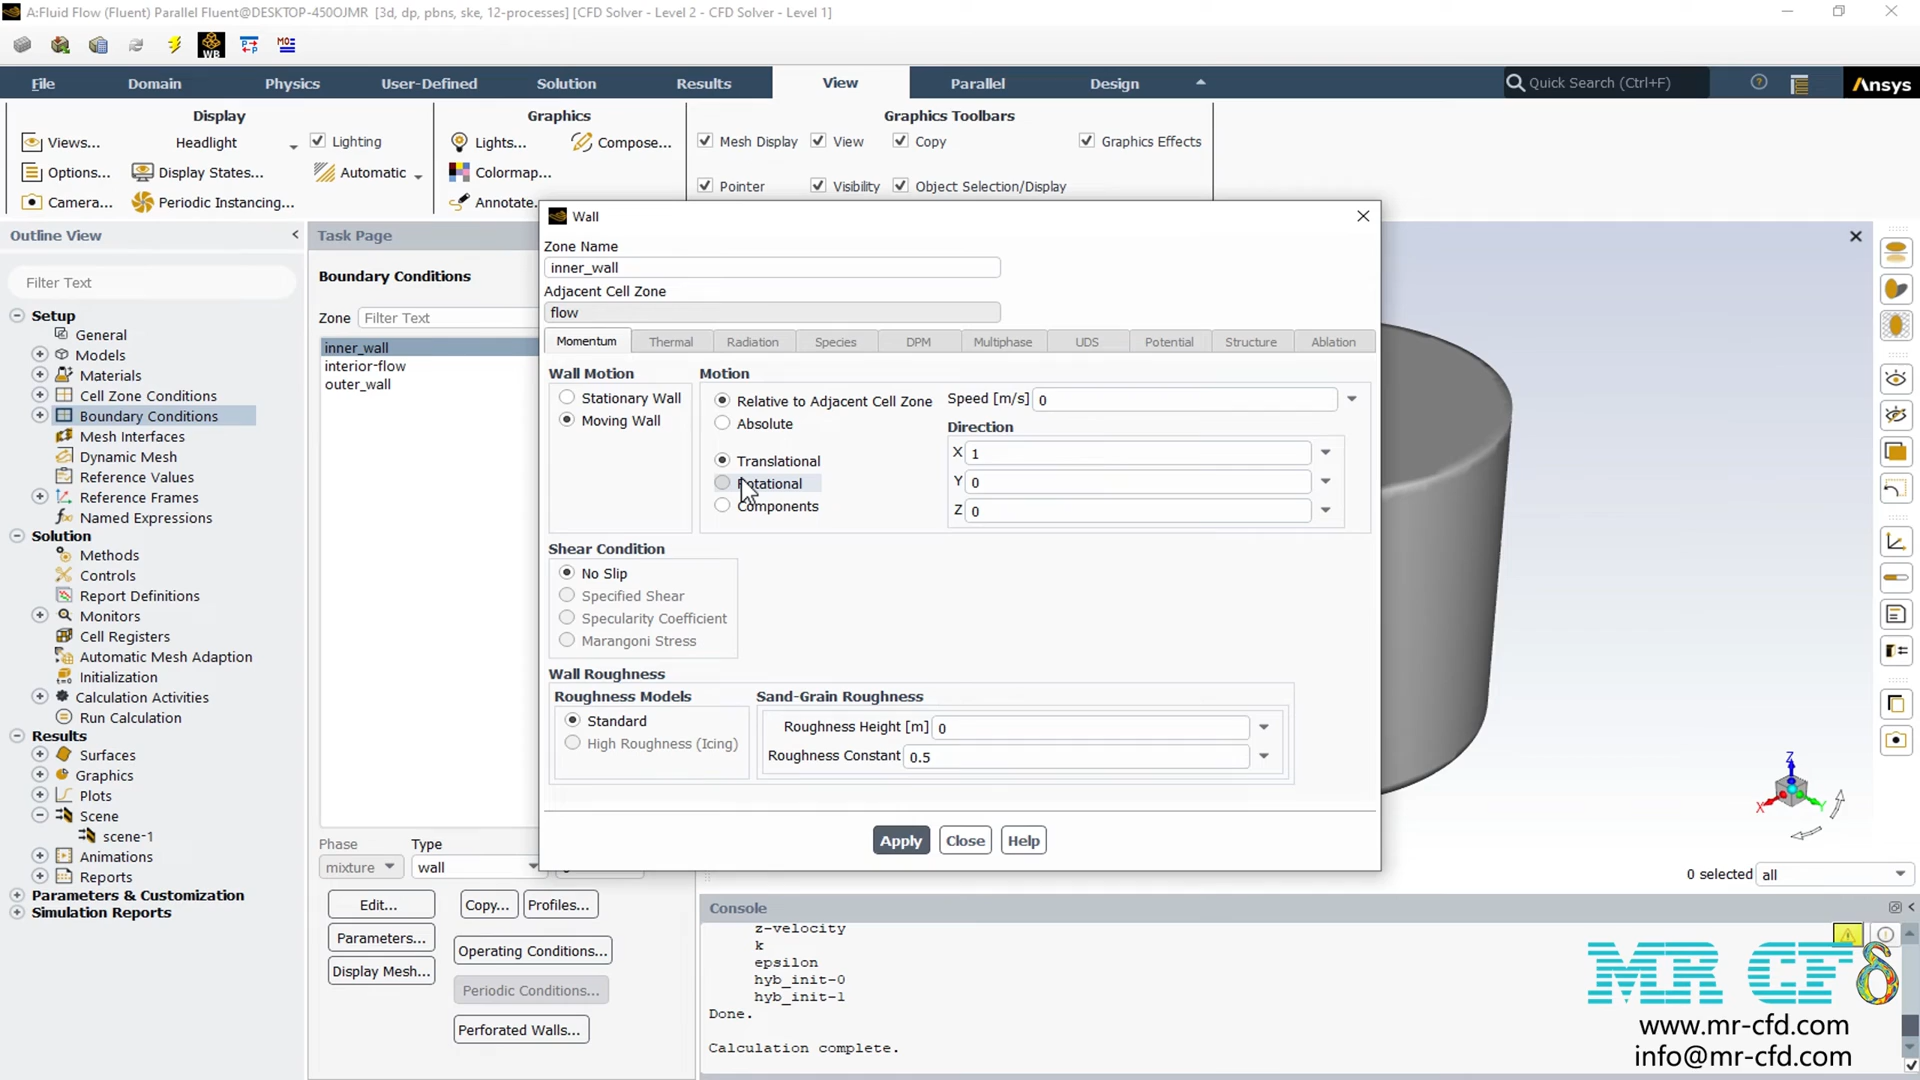 A:Fluid Flow (Fluent) Parallel Fluent@DESKTOP-450OJMR [3d, dp, pbns, ske, 12-processes] [CFD Solver - Level 2 - CFD Solver - Level 1]
WB
MO=
File Domain Physics User-Defined Solution Results View Parallel Design Quick Search (Ctrl+F) Ansys
Display Graphics Graphics Toolbars
Views... Headlight Lighting Lights... Compose... Mesh Display View Copy Graphics Effects
Options... Display States... Automatic Colormap...
Pointer Visibility Object Selection/Display
Camera... Periodic Instancing... Annotate.
Outline View
Filter Text
Setup
General
Models
Materials
Cell Zone Conditions
Boundary Conditions
Mesh Interfaces
Dynamic Mesh
Reference Values
Reference Frames
Named Expressions
Solution
Methods
Controls
Report Definitions
Monitors
Cell Registers
Automatic Mesh Adaption
Initialization
Calculation Activities
Run Calculation
Results
Surfaces
Graphics
Plots
Scene
scene-1
Animations
Reports
Parameters & Customization
Simulation Reports
Task Page
Boundary Conditions
Zone Filter Text
inner_wall
interior-flow
outer_wall
Phase Type
mixture wall
Edit... Copy... Profiles...
Parameters... Operating Conditions...
Display Mesh... Periodic Conditions...
Perforated Walls...
Wall
Zone Name
inner_wall
Adjacent Cell Zone
flow
Momentum Thermal Radiation Species DPM Multiphase UDS Potential Structure Ablation
Wall Motion Motion
Stationary Wall Relative to Adjacent Cell Zone Speed [m/s] 0
Moving Wall Absolute Direction
X 1
Translational
Rotational Y 0
Components Z 0
Shear Condition
No Slip
Specified Shear
Specularity Coefficient
Marangoni Stress
Wall Roughness
Roughness Models Sand-Grain Roughness
Standard Roughness Height [m] 0
High Roughness (Icing) Roughness Constant 0.5
Apply Close Help
Z
X Y
0 selected all
Console
z-velocity
k
epsilon
hyb_init-0
hyb_init-1
Done.
Calculation complete.
MR CFD
www.mr-cfd.com
info@mr-cfd.com